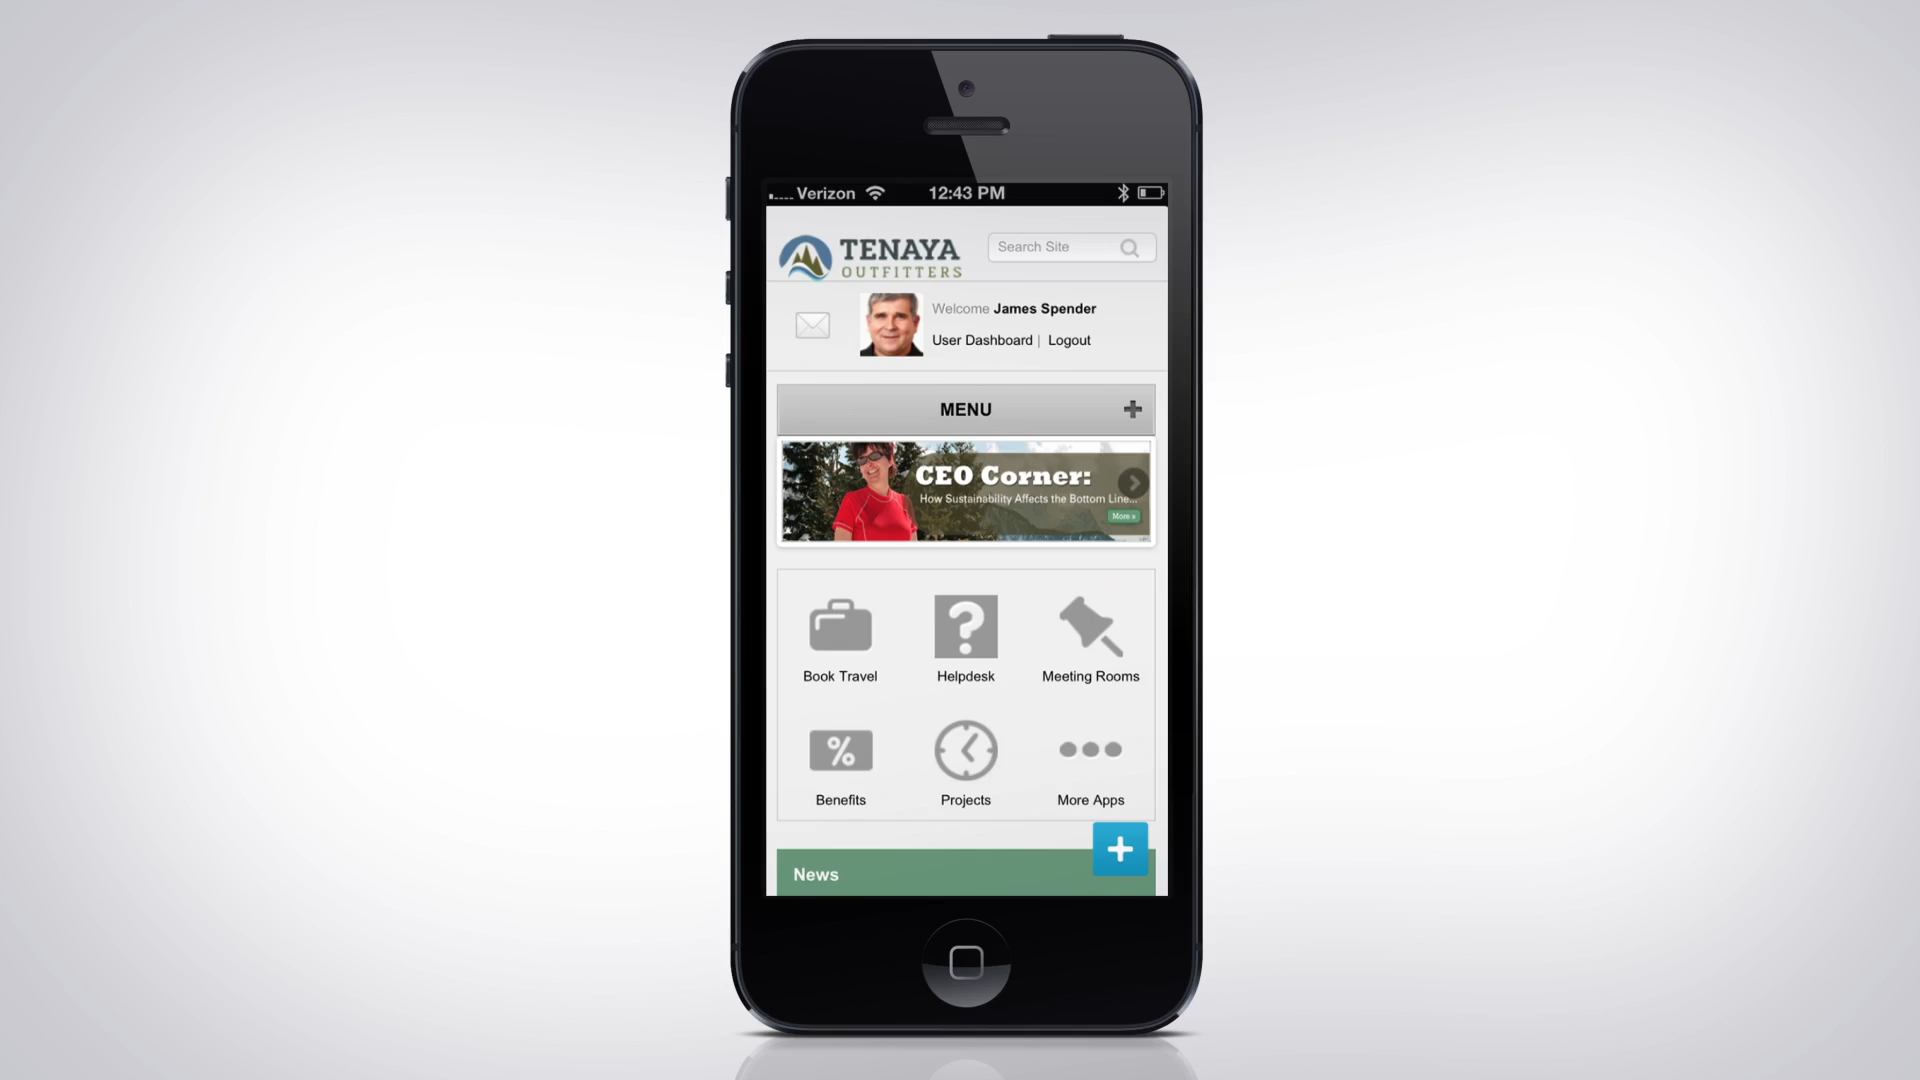 Verizon 12:43 PM
TENAYA
OUTFITTERS
Search Site
Welcome James Spender
User Dashboard | Logout
MENU
CEO Corner:
How Sustainability Affects the Bottom Line...
More »
Book Travel Helpdesk Meeting Rooms
%
Benefits Projects More Apps
News